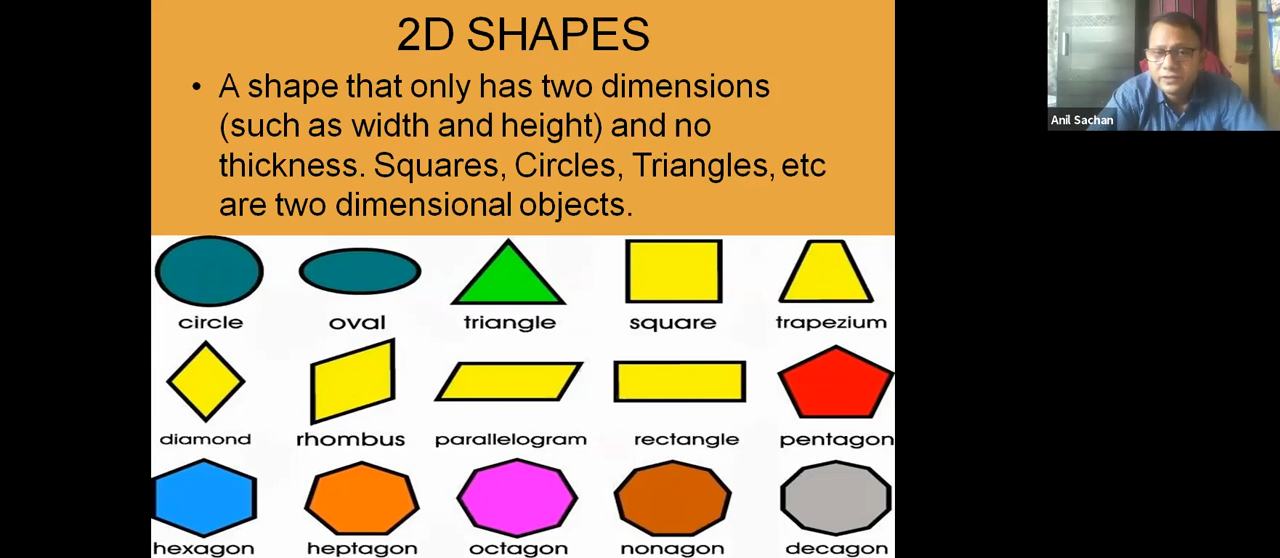 2D SHAPES
• A shape that only has two dimensions
(such as width and height) and no
thickness. Squares, Circles, Triangles, etc
are two dimensional objects.
Anil Sachan
circle oval triangle square trapezium
diamond rhombus parallelogram rectangle pentagon
hexagon heptagon octagon nonagon decagon